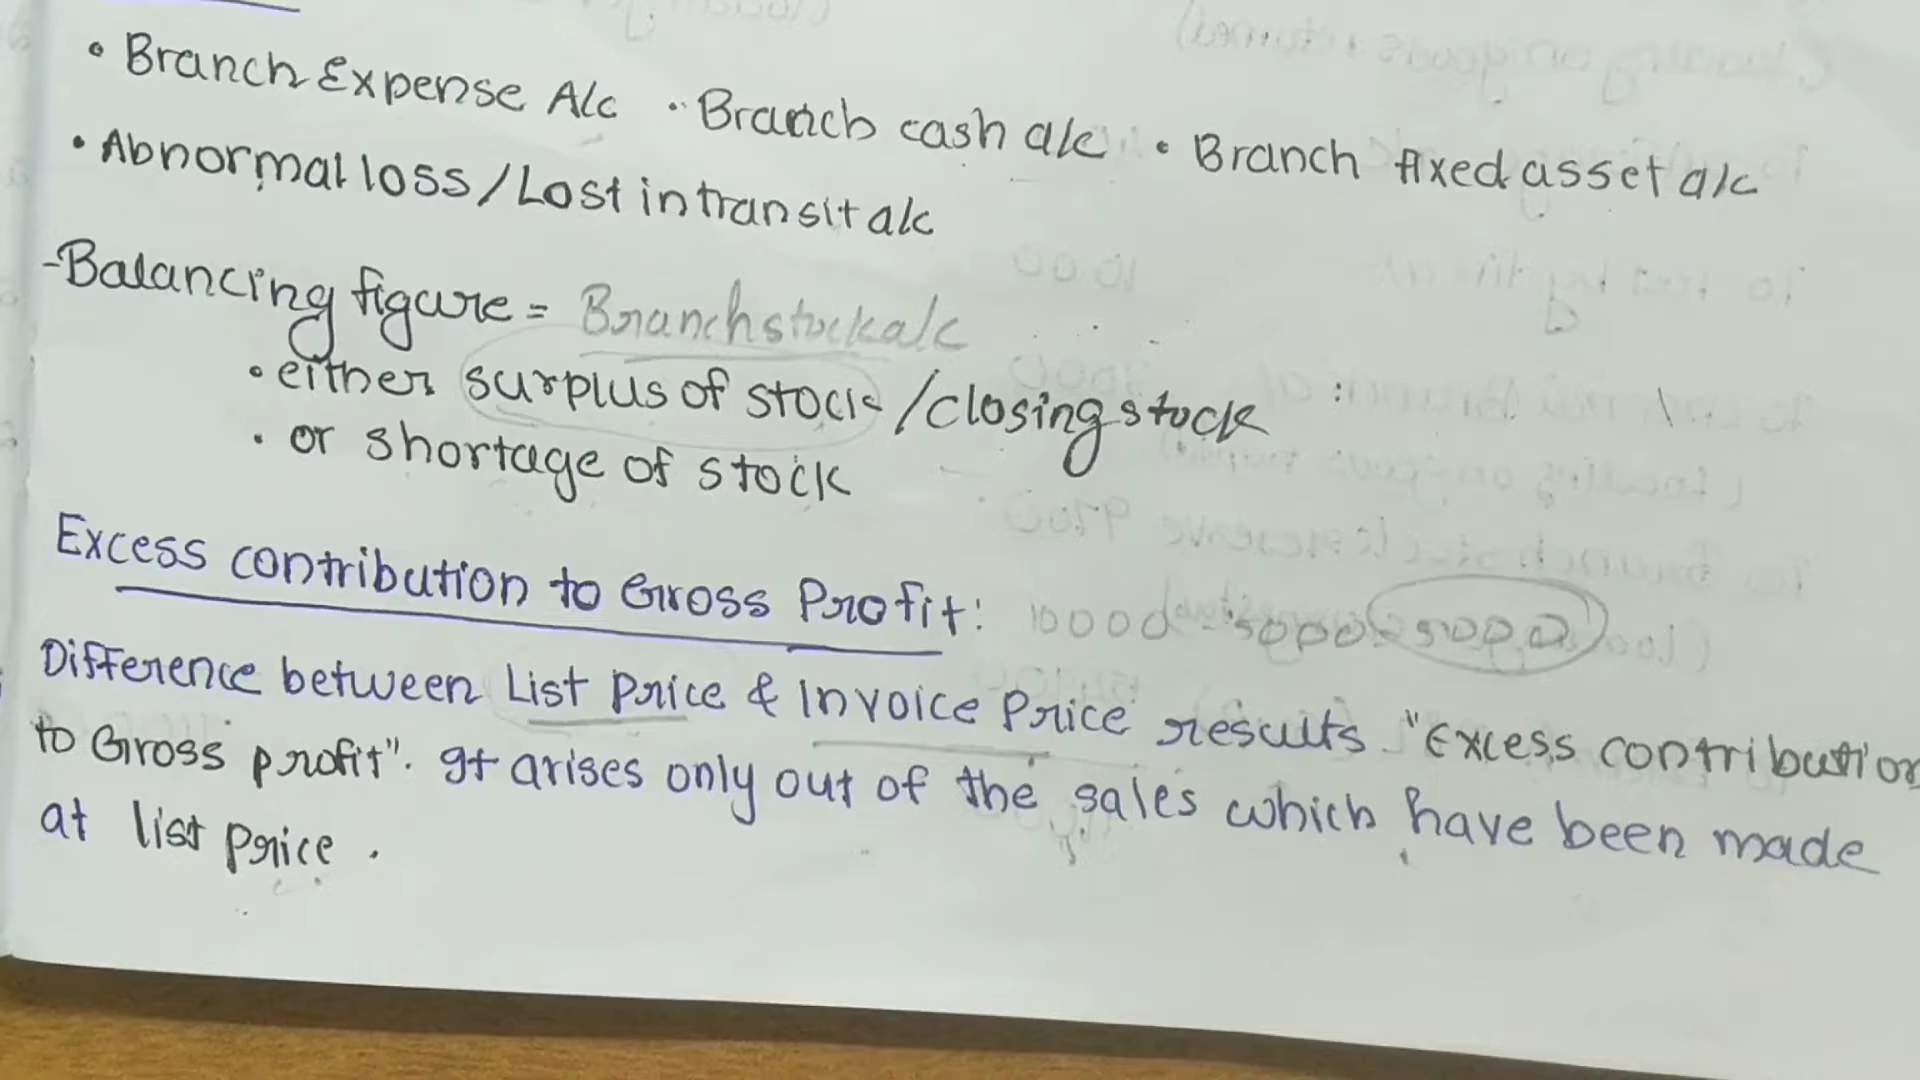 • Branch Expense A/c • Branch cash a/c • Branch fixed asset a/c
• Abnormal loss/Lost in transit a/c
- Balancing figure = Branch stock a/c
• either surplus of stock /closing stock
• or shortage of stock
Excess contribution to Gross Profit: 10000 - 5000 = 5000
Difference between List Price & Invoice Price results "Excess contribution
to Gross profit". It arises only out of the sales which have been made
at list price.